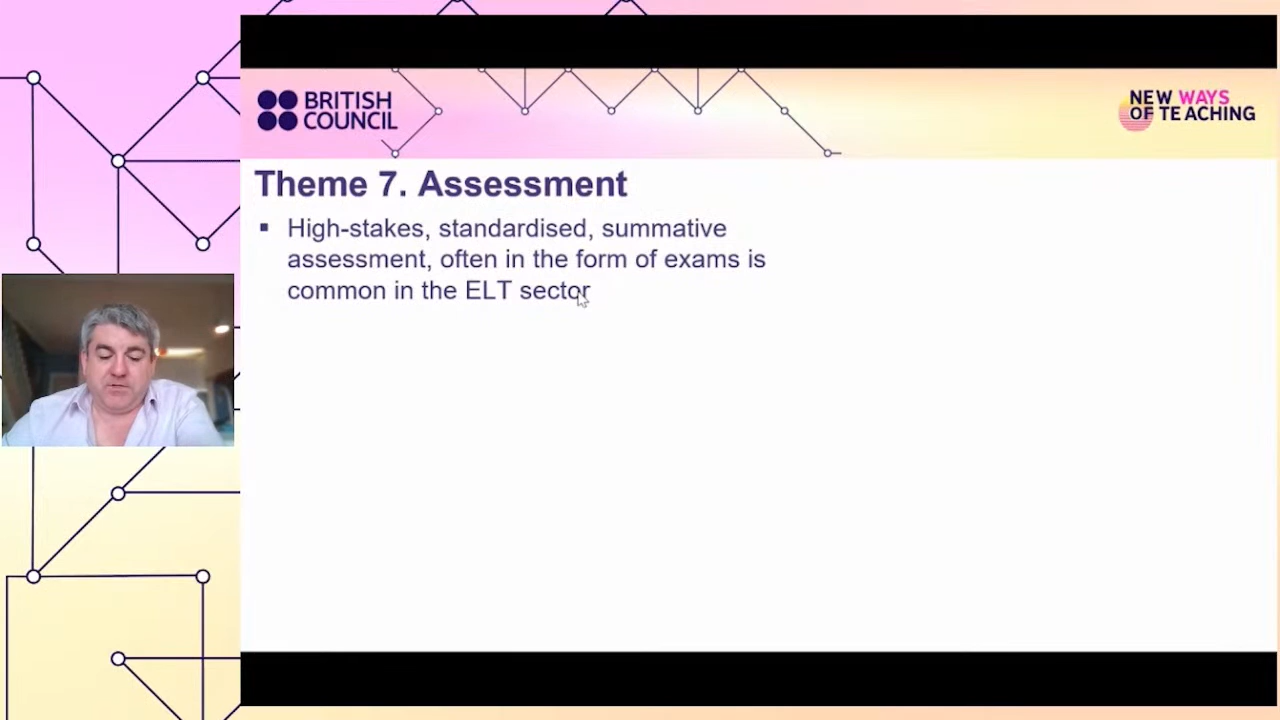 BRITISH
COUNCIL
NEW WAYS
OF TEACHING
Theme 7. Assessment
▪ High-stakes, standardised, summative
assessment, often in the form of exams is
common in the ELT sector